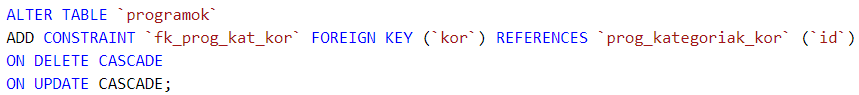 ALTER TABLE `programok`
ADD CONSTRAINT `fk_prog_kat_kor` FOREIGN KEY (`kor`) REFERENCES `prog_kategoriak_kor` (`id`)
ON DELETE CASCADE
ON UPDATE CASCADE;